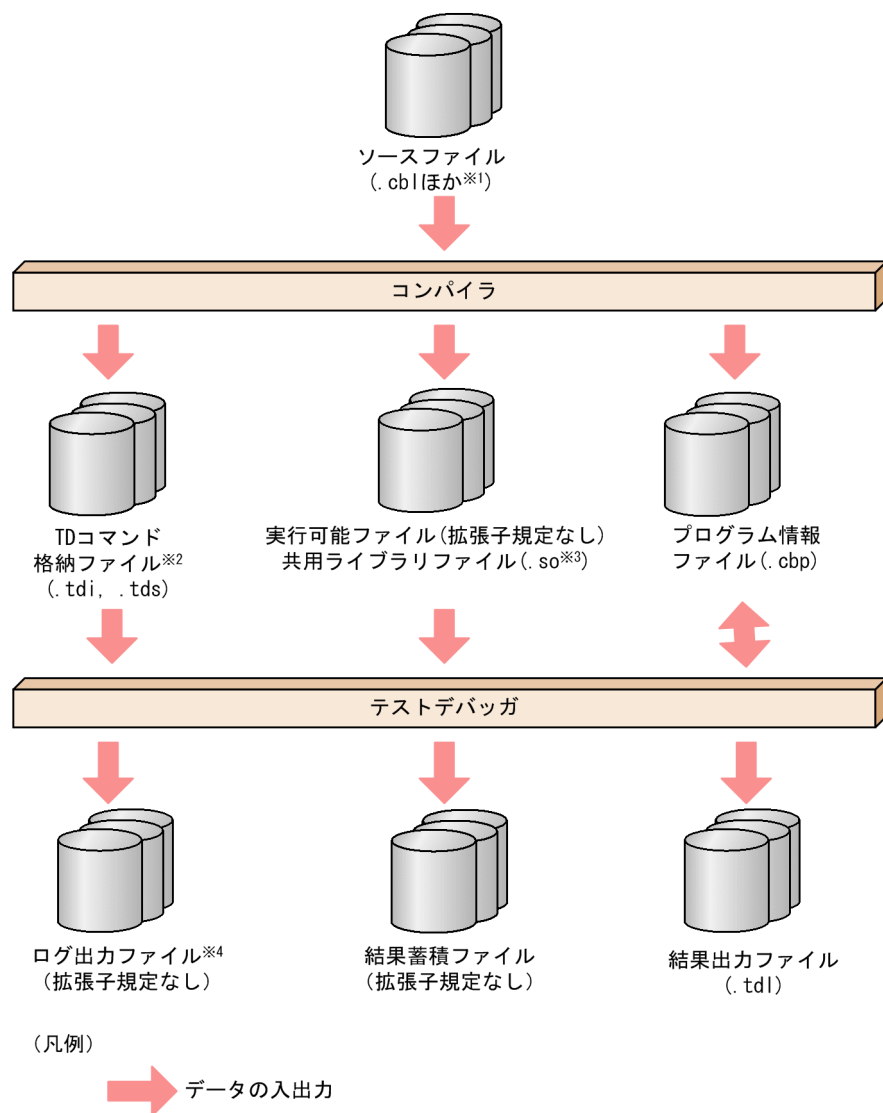 ソースファイル
(.cblほか※1)
コンパイラ
TDコマンド
格納ファイル※2
(.tdi, .tds)
実行可能ファイル(拡張子規定なし)
共用ライブラリファイル(.so※3)
プログラム情報
ファイル(.cbp)
テストデバッガ
ログ出力ファイル※4
(拡張子規定なし)
結果蓄積ファイル
(拡張子規定なし)
結果出力ファイル
(.tdl)
(凡例)
データの入出力